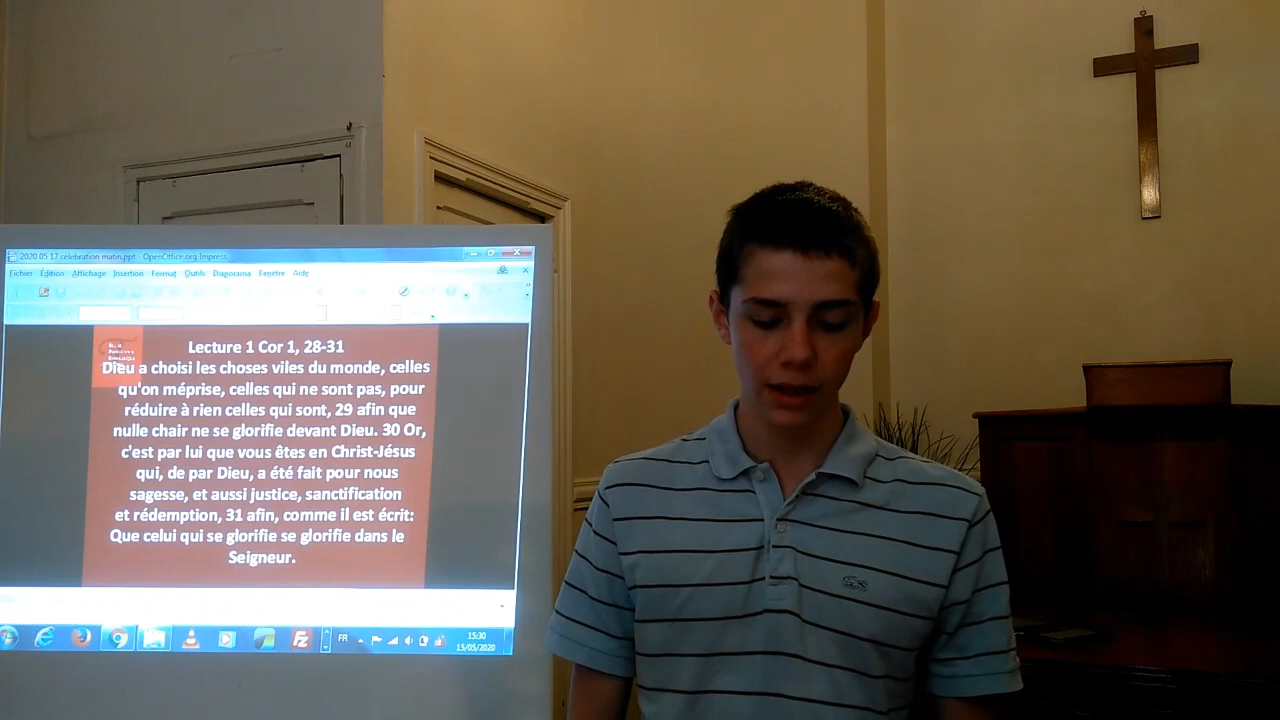 2020 05 17 celebration matin.ppt - OpenOffice.org Impress
Fichier Édition Affichage Insertion Format Outils Diaporama Fenêtre Aide
Lecture 1 Cor 1, 28-31
Dieu a choisi les choses viles du monde, celles
qu'on méprise, celles qui ne sont pas, pour
réduire à rien celles qui sont, 29 afin que
nulle chair ne se glorifie devant Dieu. 30 Or,
c'est par lui que vous êtes en Christ-Jésus
qui, de par Dieu, a été fait pour nous
sagesse, et aussi justice, sanctification
et rédemption, 31 afin, comme il est écrit:
Que celui qui se glorifie se glorifie dans le
Seigneur.
FR
15:30
15/05/2020